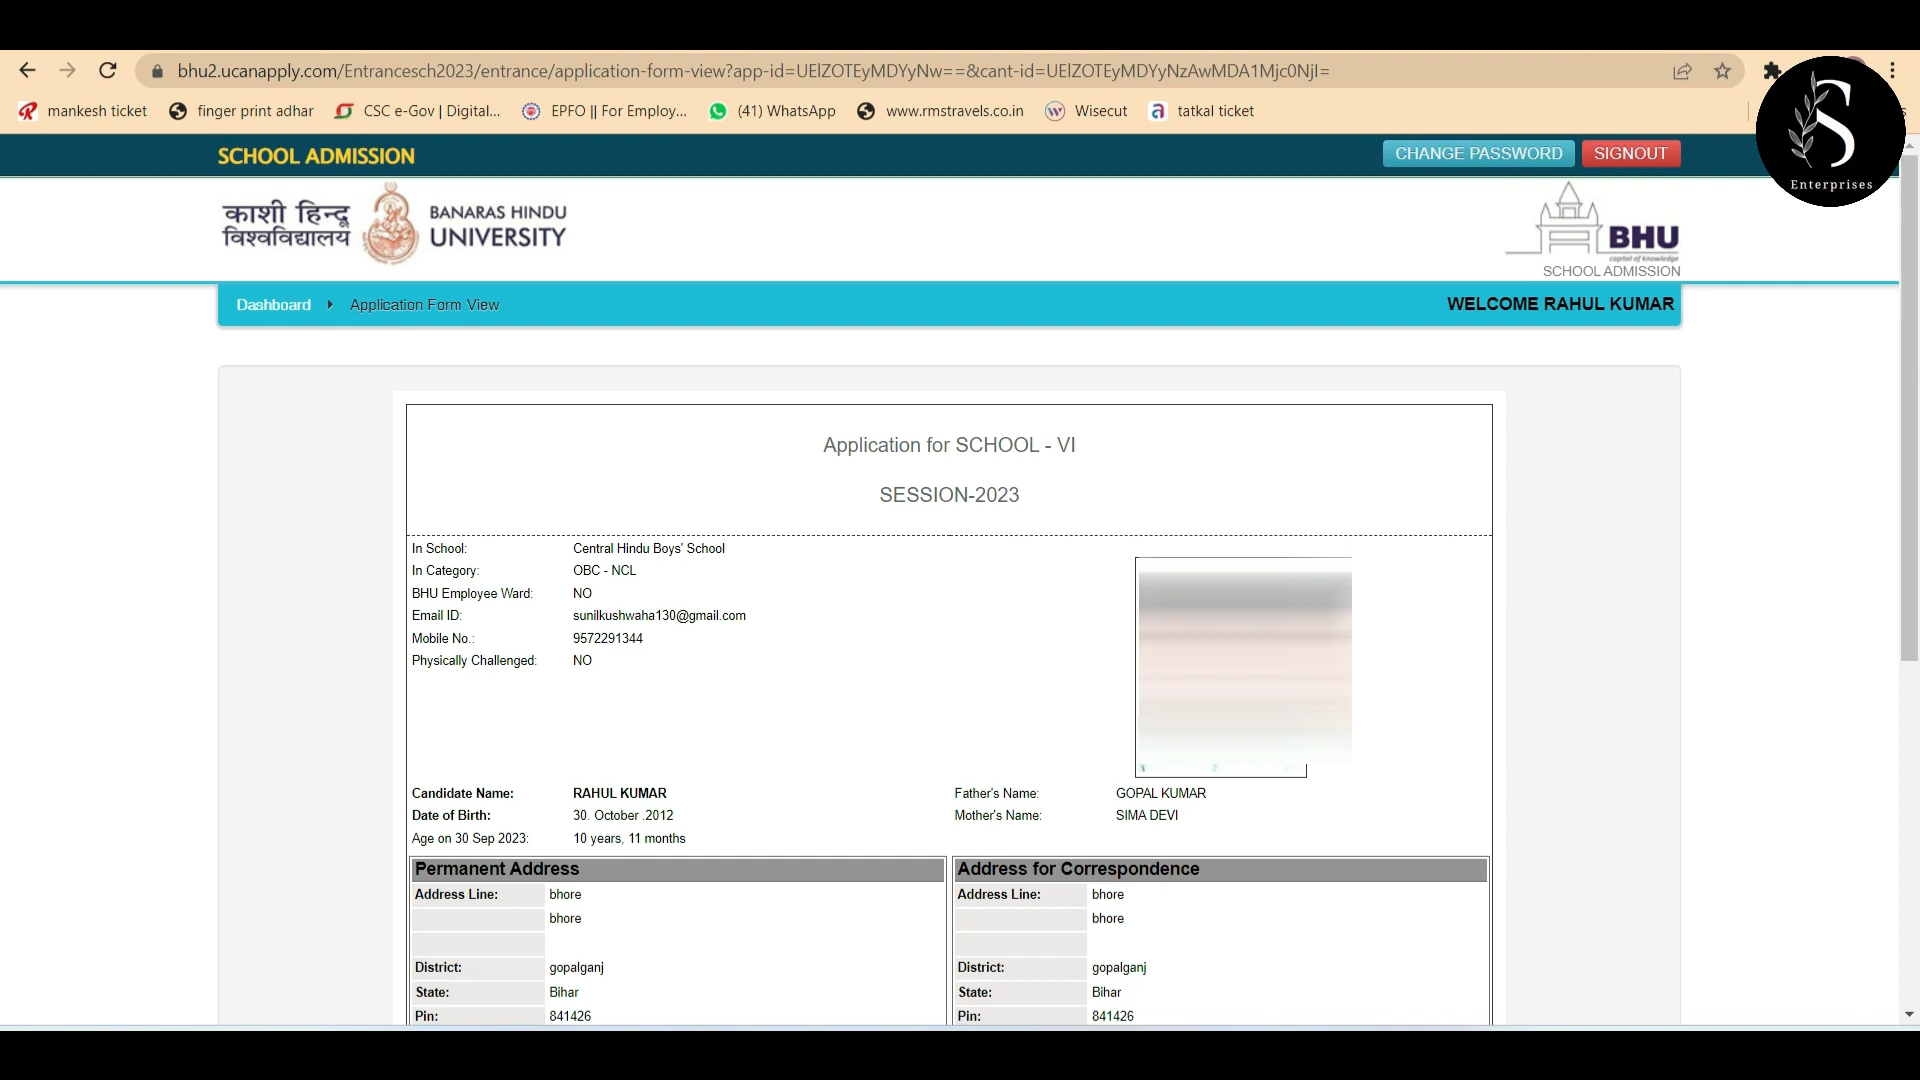 bhu2.ucanapply.com/Entrancesch2023/entrance/application-form-view?app-id=UElZOTEyMDYyNw==&cant-id=UElZOTEyMDYyNzAwMDA1Mjc0NjI=
mankesh ticket finger print adhar CSC e-Gov | Digital... EPFO || For Employ... (41) WhatsApp www.rmstravels.co.in Wisecut tatkal ticket
S
Enterprises
SCHOOL ADMISSION CHANGE PASSWORD SIGNOUT
काशी हिन्दू
विश्वविद्यालय
BANARAS HINDU
UNIVERSITY
BHU
capital of knowledge
SCHOOL ADMISSION
Dashboard Application Form View WELCOME RAHUL KUMAR
Application for SCHOOL - VI
SESSION-2023
In School: Central Hindu Boys' School
In Category: OBC - NCL
BHU Employee Ward: NO
Email ID: sunilkushwaha130@gmail.com
Mobile No.: 9572291344
Physically Challenged: NO
Candidate Name: RAHUL KUMAR Father's Name: GOPAL KUMAR
Date of Birth: 30. October .2012 Mother's Name: SIMA DEVI
Age on 30 Sep 2023: 10 years, 11 months
Permanent Address Address for Correspondence
Address Line: bhore Address Line: bhore
bhore bhore
District: gopalganj District: gopalganj
State: Bihar State: Bihar
Pin: 841426 Pin: 841426